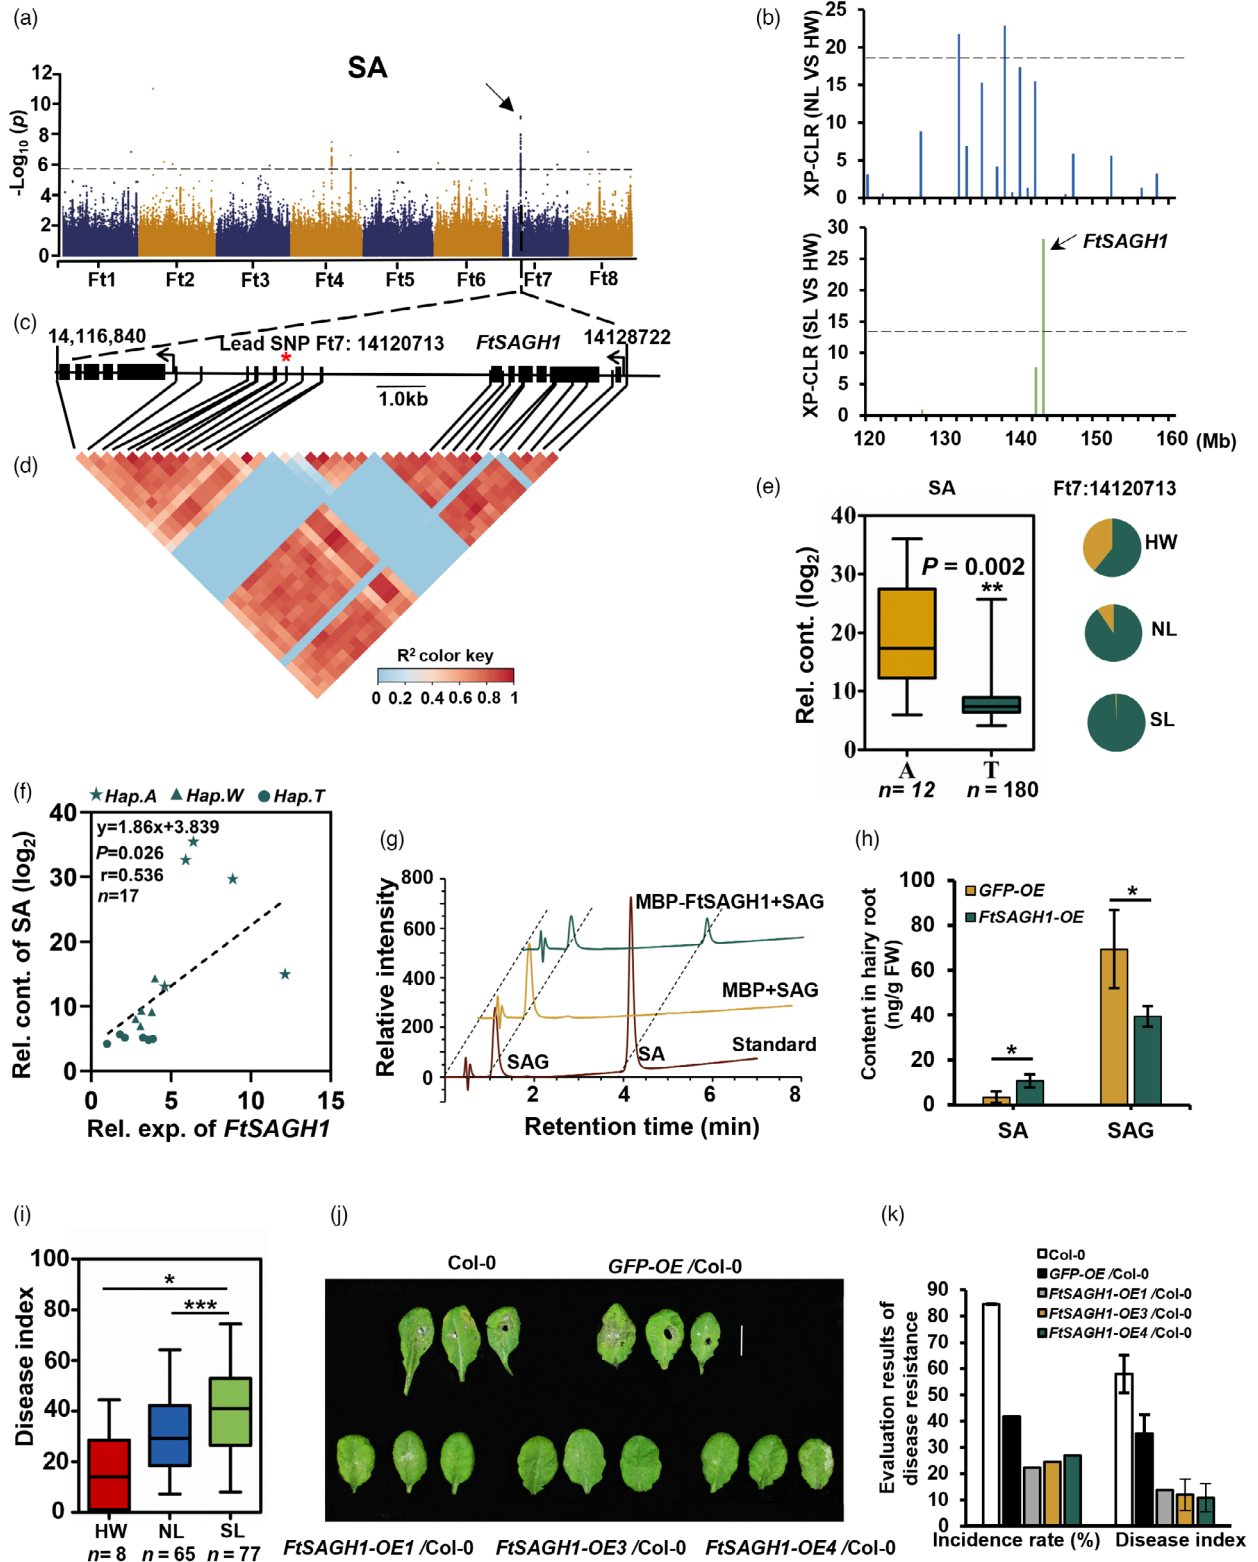 (a)
SA
-Log10 (p)
12
10
8
6
4
2
0
Ft1 Ft2 Ft3 Ft4 Ft5 Ft6 Ft7 Ft8
(b)
XP-CLR (NL VS HW)
25
20
15
10
5
0
XP-CLR (SL VS HW)
30
25
20
15
10
5
0
FtSAGH1
120 130 140 150 160 (Mb)
(c)
14,116,840
Lead SNP Ft7: 14120713
*
FtSAGH1
14128722
1.0kb
(d)
R2 color key
0 0.2 0.4 0.6 0.8 1
(e)
SA
Rel. cont. (log2)
40
30
20
10
0
P = 0.002
**
A T
n= 12 n = 180
Ft7:14120713
HW
NL
SL
(f)
Hap.A Hap.W Hap.T
Rel. cont. of SA (log2)
40
30
20
10
0
y=1.86x+3.839
P=0.026
r=0.536
n=17
0 5 10 15
Rel. exp. of FtSAGH1
(g)
Relative intensity
800
600
400
200
0
MBP-FtSAGH1+SAG
MBP+SAG
Standard
SAG
SA
2 4 6 8
Retention time (min)
(h)
Content in hairy root
(ng/g FW)
100
80
60
40
20
0
GFP-OE
FtSAGH1-OE
*
*
SA SAG
(i)
Disease index
100
80
60
40
20
0
*
***
HW NL SL
n= 8 n = 65 n = 77
(j)
Col-0 GFP-OE /Col-0
FtSAGH1-OE1 /Col-0 FtSAGH1-OE3 /Col-0 FtSAGH1-OE4 /Col-0
(k)
Col-0
GFP-OE /Col-0
FtSAGH1-OE1 /Col-0
FtSAGH1-OE3 /Col-0
FtSAGH1-OE4 /Col-0
Evaluation results of
disease resistance
90
80
70
60
50
40
30
20
10
0
Incidence rate (%) Disease index